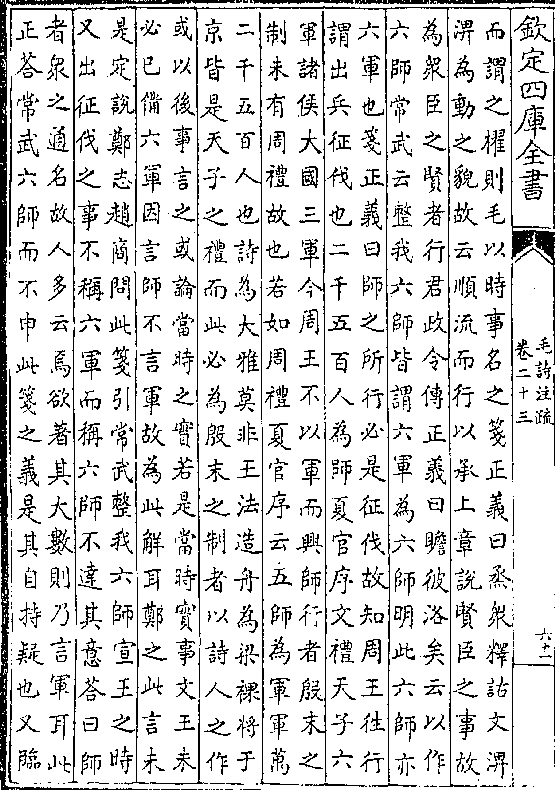 欽定四庫全書
毛詩注疏
卷二十三
六十一
而謂之櫂則毛以時事名之箋正義曰烝衆釋詁文淠
淠為動之貌故云順流而行以承上章說賢臣之事故
為衆臣之賢者行君政令傳正義曰瞻彼洛矣云以作
六師常武云整我六師皆謂六軍為六師明此六師亦
六軍也箋正義曰師之所行必是征伐故知周王往行
謂出兵征伐也二千五百人為師夏官序文禮天子六
軍諸侯大國三軍今周王不以軍而興師行者殷末之
制未有周禮故也若如周禮夏官序云五師為軍軍萬
二千五百人也詩為大雅莫非王法造舟為梁祼將于
京皆是天子之禮而此必為殷末之制者以詩人之作
或以後事言之或論當時之實若是當時實事文王未
必已備六軍因言師不言軍故為此解耳鄭之此言未
是定說鄭志趙商問此箋引常武整我六師宣王之時
又出征伐之事不稱六軍而稱六師不達其意答曰師
者衆之通名故人多云焉欲著其大數則乃言軍耳此
正答常武六師而不申此箋之義是其自持疑也又臨